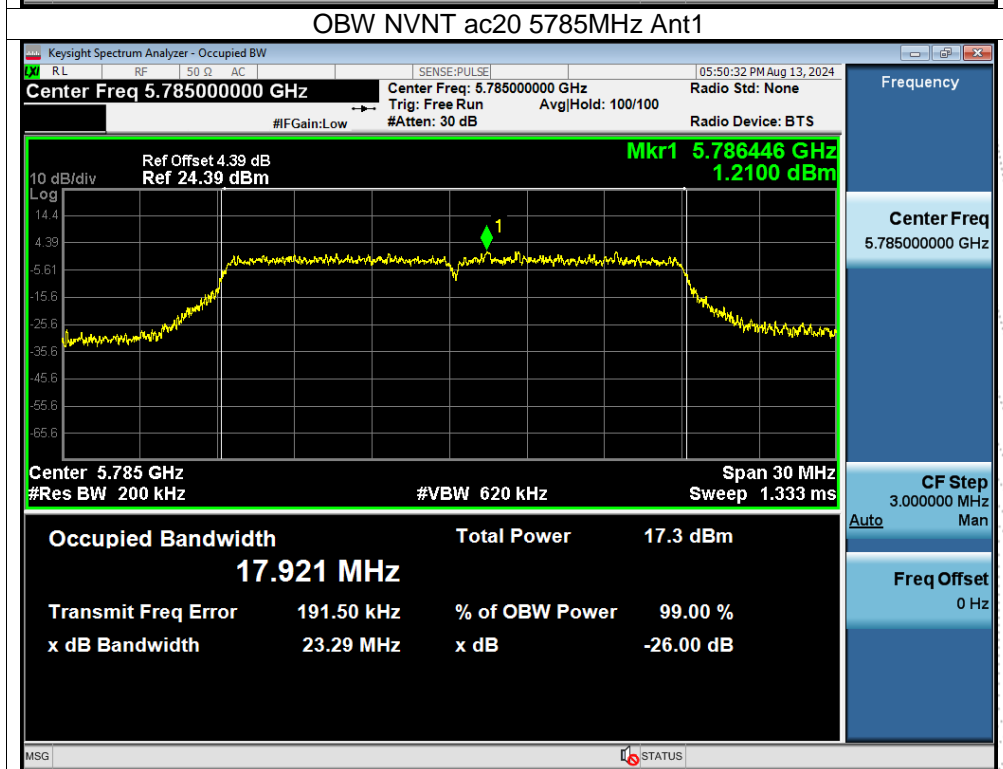 OBW NVNT ac20 5785MHz Ant1
Keysight Spectrum Analyzer - Occupied BW
LXI RL RF 50 Ω AC SENSE:PULSE 05:50:32 PM Aug 13, 2024
Center Freq 5.785000000 GHz Center Freq: 5.785000000 GHz Radio Std: None
Trig: Free Run Avg|Hold: 100/100
#IFGain:Low #Atten: 30 dB Radio Device: BTS
Mkr1 5.786446 GHz
1.2100 dBm
Ref Offset 4.39 dB
10 dB/div Ref 24.39 dBm
Log
14.4
4.39
-5.61
-15.6
-25.6
-35.6
-45.6
-55.6
-65.6
1
Center 5.785 GHz Span 30 MHz
#Res BW 200 kHz #VBW 620 kHz Sweep 1.333 ms
Occupied Bandwidth Total Power 17.3 dBm
17.921 MHz
Transmit Freq Error 191.50 kHz % of OBW Power 99.00 %
x dB Bandwidth 23.29 MHz x dB -26.00 dB
Frequency
Center Freq
5.785000000 GHz
CF Step
3.000000 MHz
Auto Man
Freq Offset
0 Hz
MSG STATUS